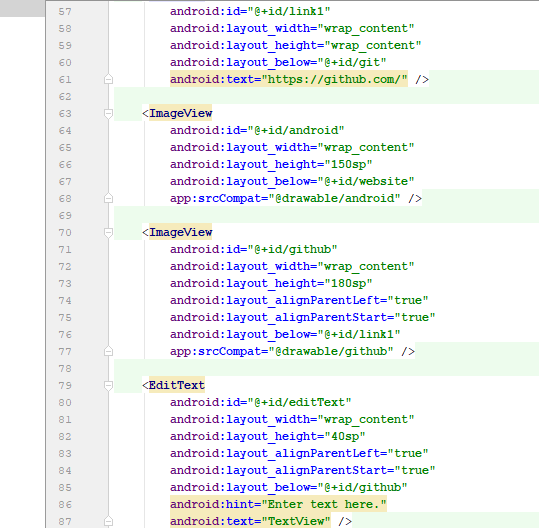 57 android:id="@+id/link1"
58 android:layout_width="wrap_content"
59 android:layout_height="wrap_content"
60 android:layout_below="@+id/git"
61 android:text="https://github.com/" />
62
63 <ImageView
64 android:id="@+id/android"
65 android:layout_width="wrap_content"
66 android:layout_height="150sp"
67 android:layout_below="@+id/website"
68 app:srcCompat="@drawable/android" />
69
70 <ImageView
71 android:id="@+id/github"
72 android:layout_width="wrap_content"
73 android:layout_height="180sp"
74 android:layout_alignParentLeft="true"
75 android:layout_alignParentStart="true"
76 android:layout_below="@+id/link1"
77 app:srcCompat="@drawable/github" />
78
79 <EditText
80 android:id="@+id/editText"
81 android:layout_width="wrap_content"
82 android:layout_height="40sp"
83 android:layout_alignParentLeft="true"
84 android:layout_alignParentStart="true"
85 android:layout_below="@+id/github"
86 android:hint="Enter text here."
87 android:text="TextView" />